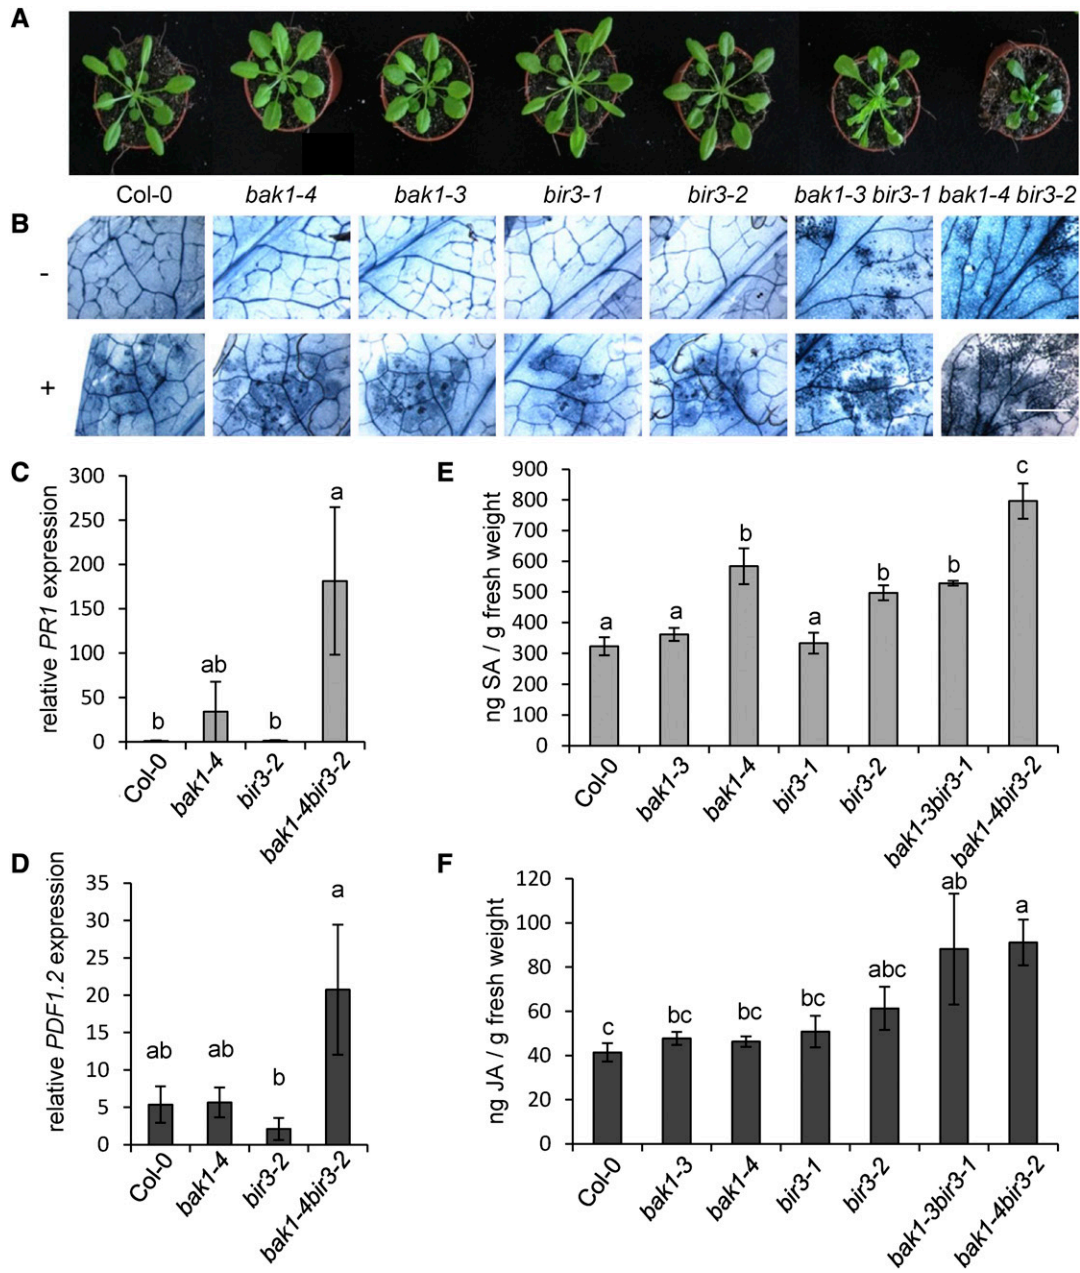 A
Col-0 bak1-4 bak1-3 bir3-1 bir3-2 bak1-3 bir3-1 bak1-4 bir3-2
B
-
+
C
relative PR1 expression
300
250
200
150
100
50
0
b
ab
b
a
Col-0
bak1-4
bir3-2
bak1-4bir3-2
E
ng SA / g fresh weight
900
800
700
600
500
400
300
200
100
0
a
a
b
a
b
b
c
Col-0
bak1-3
bak1-4
bir3-1
bir3-2
bak1-3bir3-1
bak1-4bir3-2
D
relative PDF1.2 expression
35
30
25
20
15
10
5
0
ab
ab
b
a
Col-0
bak1-4
bir3-2
bak1-4bir3-2
F
ng JA / g fresh weight
120
100
80
60
40
20
0
c
bc
bc
bc
abc
ab
a
Col-0
bak1-3
bak1-4
bir3-1
bir3-2
bak1-3bir3-1
bak1-4bir3-2